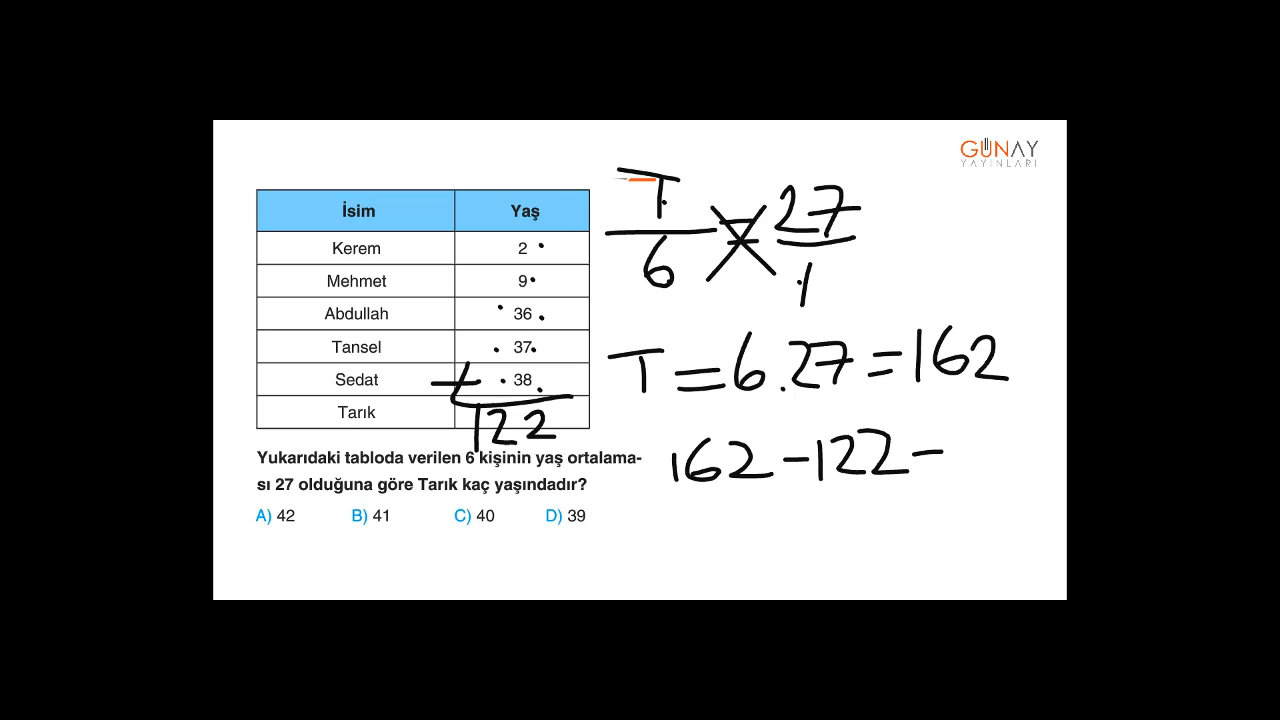 GÜNAY
YAYINLARI
İsim Yaş
Kerem 2
Mehmet 9
Abdullah 36
Tansel 37
Sedat 38
Tarık
+
122
Yukarıdaki tabloda verilen 6 kişinin yaş ortalama-
sı 27 olduğuna göre Tarık kaç yaşındadır?
A) 42 B) 41 C) 40 D) 39
T/6 = 27/1
T = 6.27 = 162
162 - 122 -